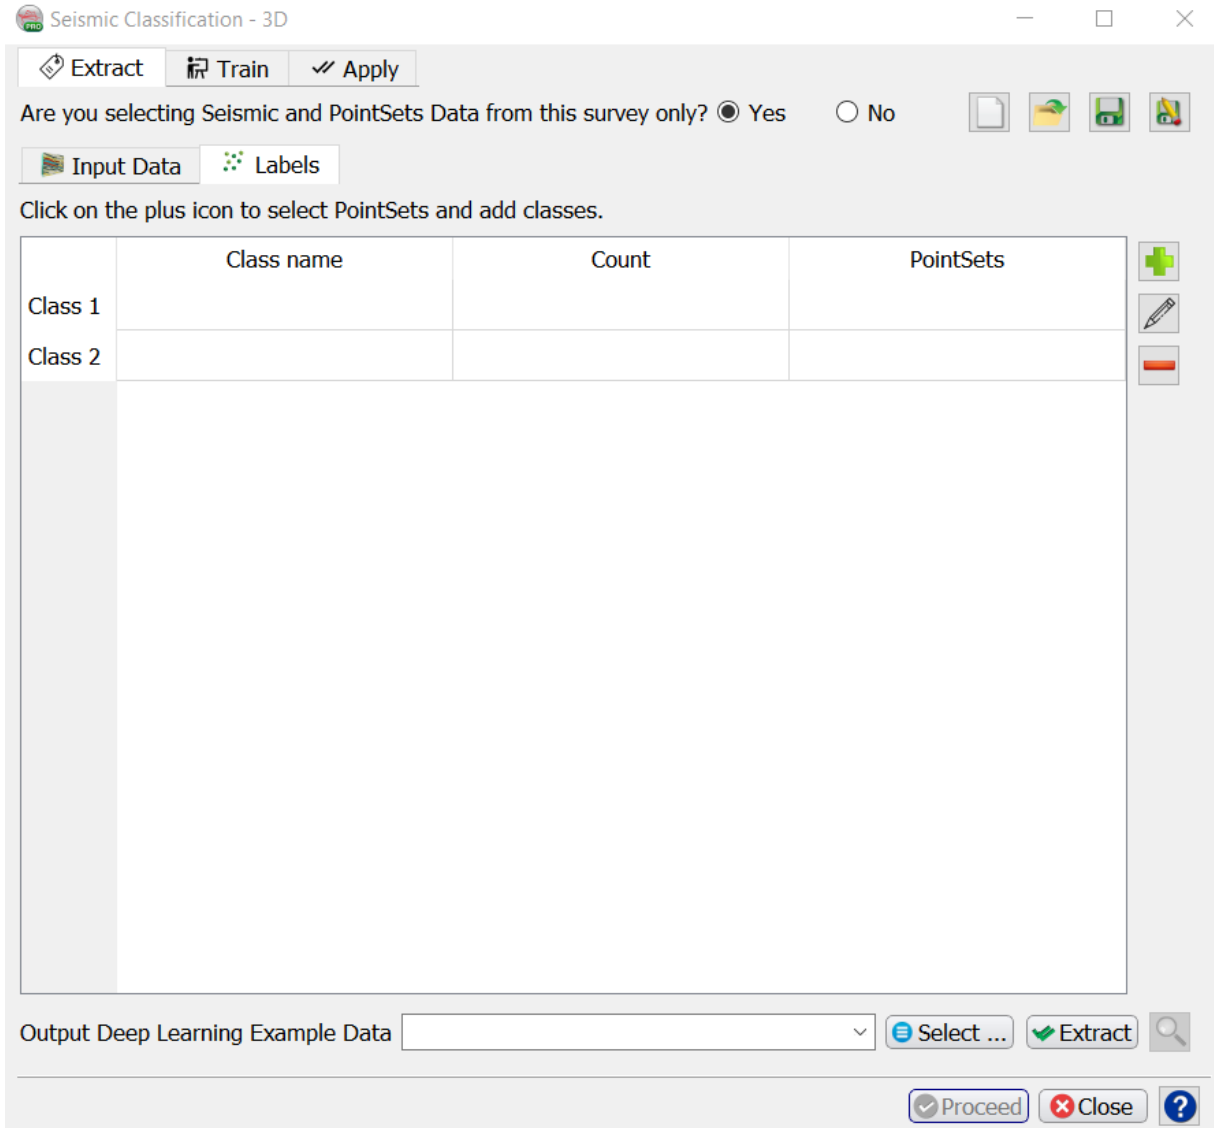 Seismic Classification - 3D
Extract Train Apply
Are you selecting Seismic and PointSets Data from this survey only? Yes No
Input Data Labels
Click on the plus icon to select PointSets and add classes.
Class name Count PointSets
Class 1
Class 2
Output Deep Learning Example Data Select ... Extract
Proceed Close ?